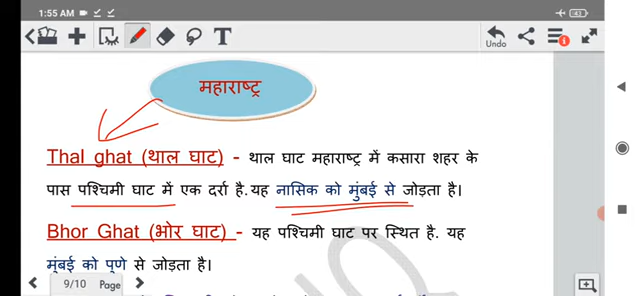 1:55 AM
43
T
Undo
महाराष्ट्र
Thal ghat (थाल घाट) - थाल घाट महाराष्ट्र में कसारा शहर के
पास पश्चिमी घाट में एक दर्रा है. यह नासिक को मुंबई से जोड़ता है।
Bhor Ghat (भोर घाट) - यह पश्चिमी घाट पर स्थित है. यह
मुंबई को पूणे से जोड़ता है।
9/10 Page